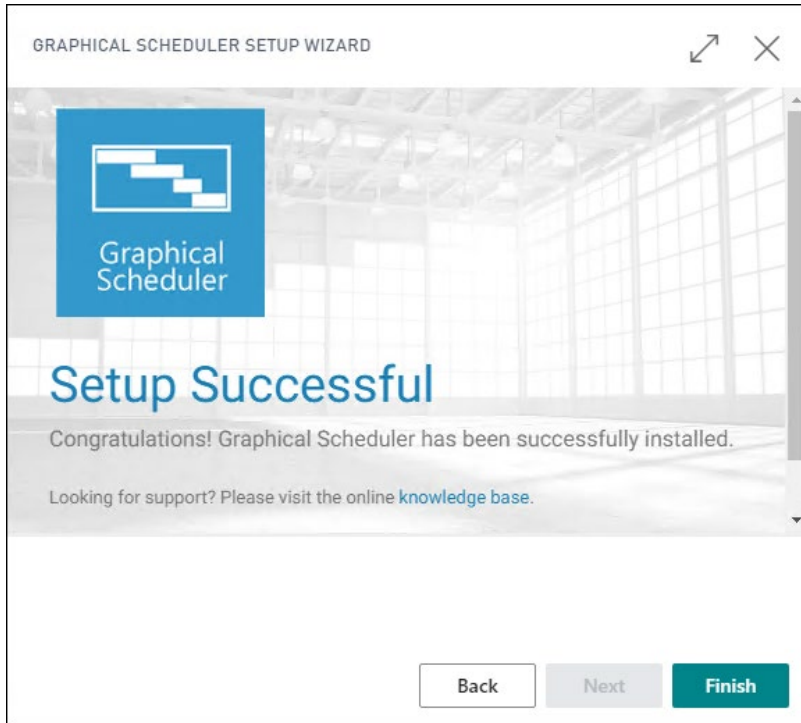 GRAPHICAL SCHEDULER SETUP WIZARD
Graphical
Scheduler
Setup Successful
Congratulations! Graphical Scheduler has been successfully installed.
Looking for support? Please visit the online knowledge base.
Back
Next
Finish